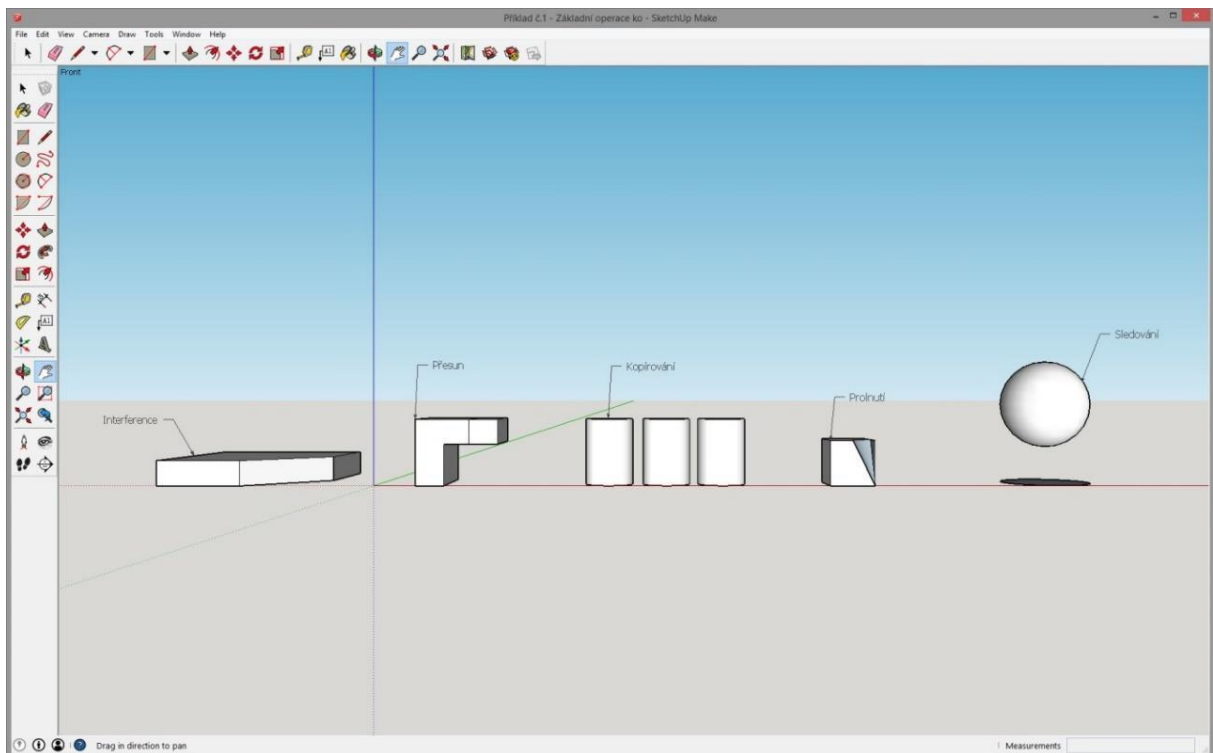 Příklad č.1 - Základní operace ko - SketchUp Make
File Edit View Camera Draw Tools Window Help
Front
Sledování
Přesun
Kopírování
Prolnutí
Interference
Drag in direction to pan
Measurements